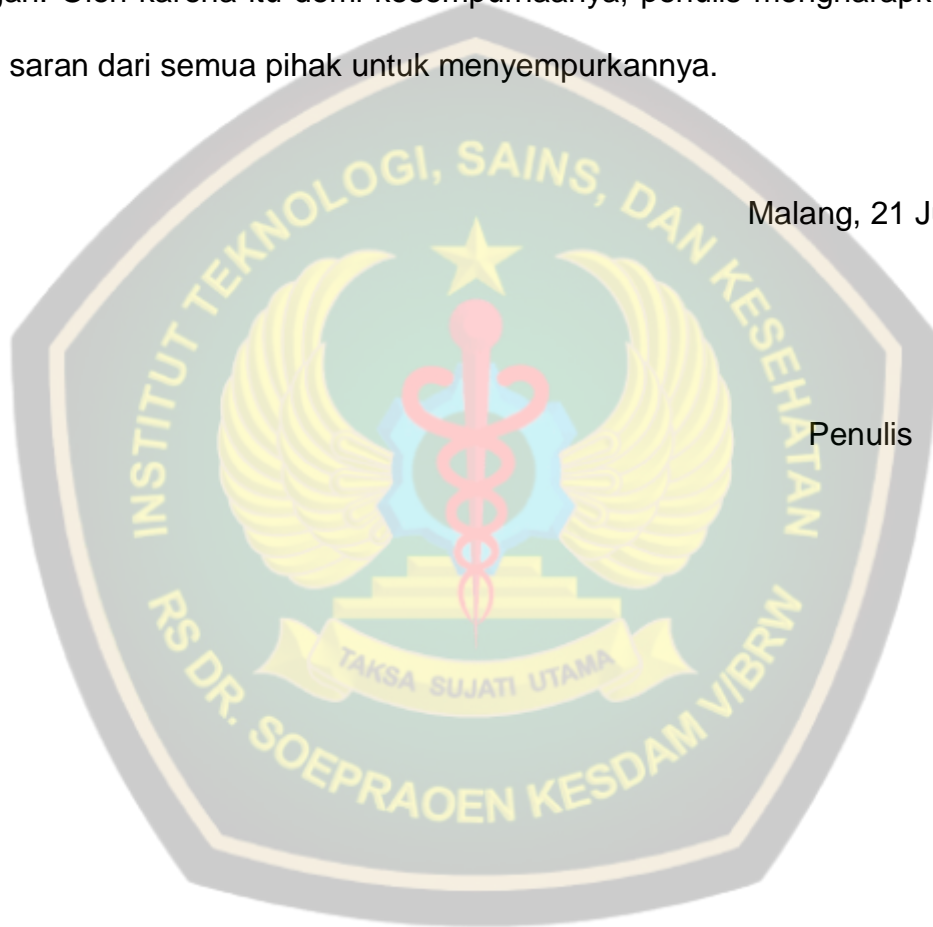 saran dari semua pihak untuk menyempurkannya.
Malang, 21 J
Penulis
INSTITUT TEKNOLOGI, SAINS, DAN KESEHATAN
RS DR. SOEPRAOEN KESDAM V/BRW
TAKSA SUJATI UTAMA